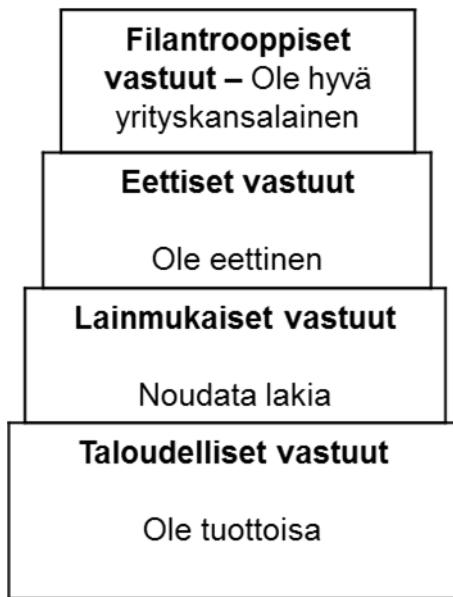 Filantrooppiset
vastuut – Ole hyvä
yrityskansalainen
Eettiset vastuut
Ole eettinen
Lainmukaiset vastuut
Noudata lakia
Taloudelliset vastuut
Ole tuottoisa